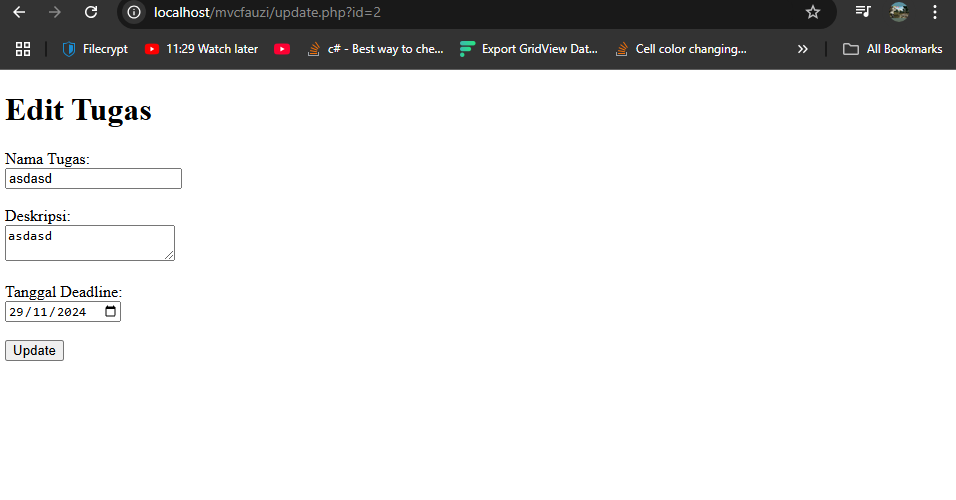 localhost/mvcfauzi/update.php?id=2
Filecrypt 11:29 Watch later c# - Best way to che... Export GridView Dat... Cell color changing... » All Bookmarks
Edit Tugas
Nama Tugas:
asdasd
Deskripsi:
asdasd
Tanggal Deadline:
29/11/2024
Update